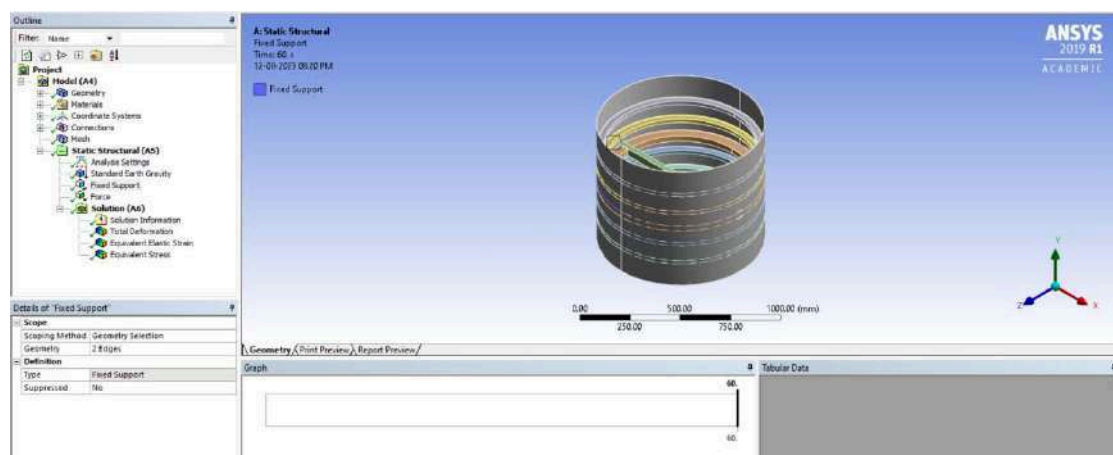 Outline
Filter: Name
Project
Model (A4)
Geometry
Materials
Coordinate Systems
Connections
Mesh
Static Structural (A5)
Analysis Settings
Standard Earth Gravity
Fixed Support
Force
Solution (A6)
Solution Information
Total Deformation
Equivalent Elastic Strain
Equivalent Stress
Details of "Fixed Support"
Scope
Scoping Method Geometry Selection
Geometry 2 Edges
Definition
Type Fixed Support
Suppressed No
A: Static Structural
Fixed Support
Time: 60. s
Fixed Support
ANSYS
2019 R1
ACADEMIC
0.00 500.00 1000.00 (mm)
250.00 750.00
Y
Z X
Geometry Print Preview Report Preview
Graph
60.
60.
Tabular Data